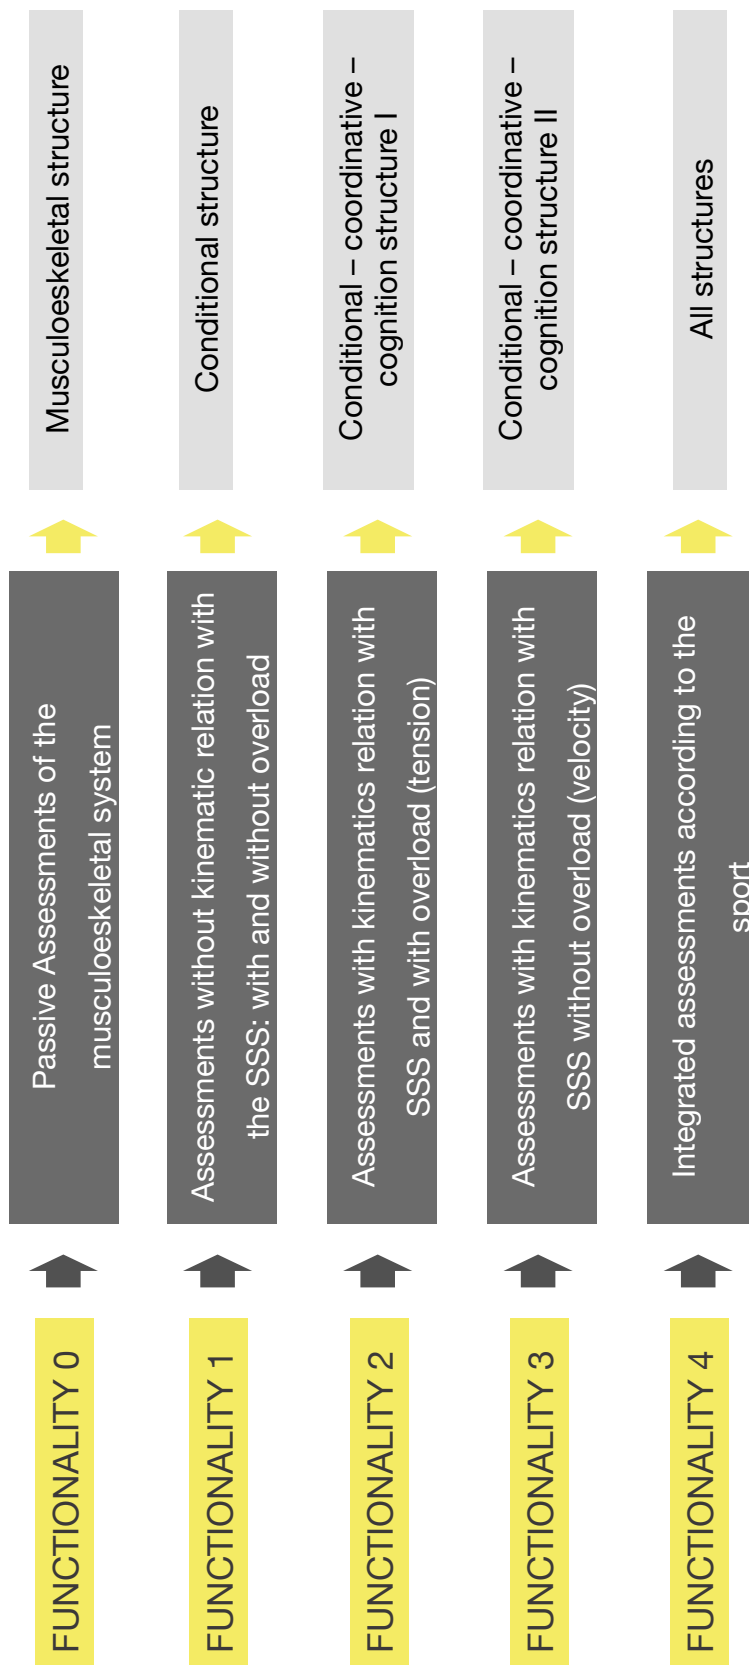 FUNCTIONALITY 0
Passive Assessments of the
musculoeskeletal system
Musculoeskeletal structure
FUNCTIONALITY 1
Assessments without kinematic relation with
the SSS: with and without overload
Conditional structure
FUNCTIONALITY 2
Assessments with kinematics relation with
SSS and with overload (tension)
Conditional – coordinative –
cognition structure I
FUNCTIONALITY 3
Assessments with kinematics relation with
SSS without overload (velocity)
Conditional – coordinative –
cognition structure II
FUNCTIONALITY 4
Integrated assessments according to the
sport
All structures